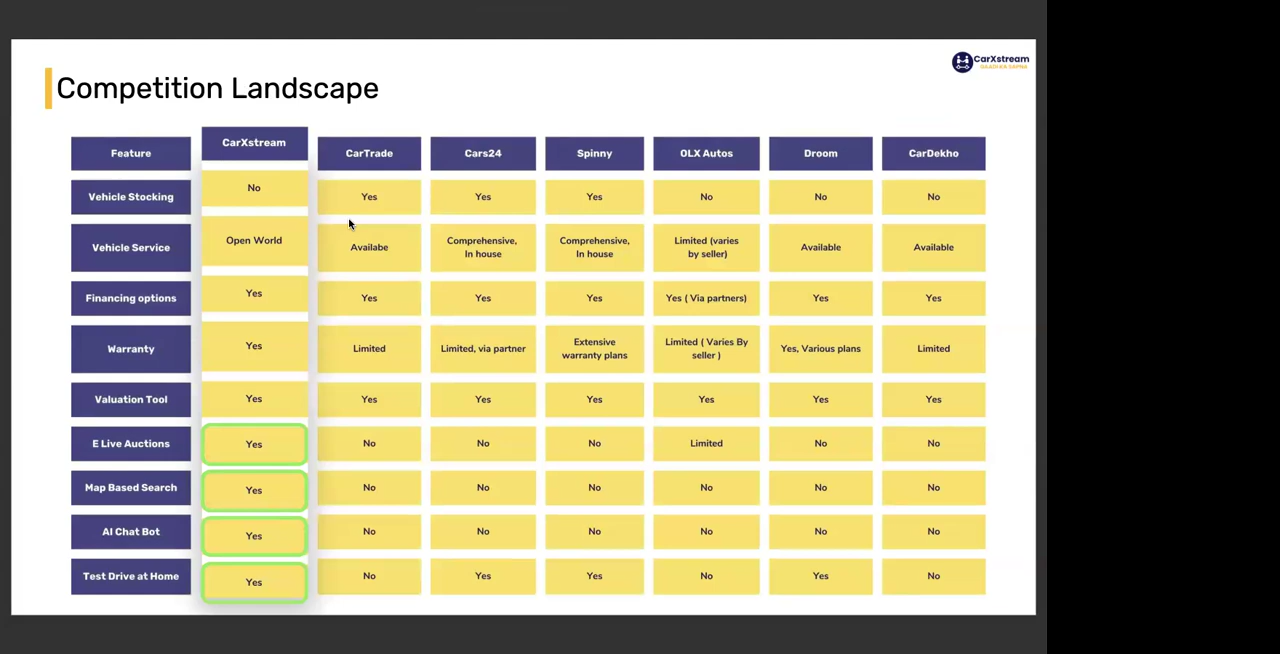 CarXstream
GAADI KA SAPNA
Competition Landscape
Feature CarXstream CarTrade Cars24 Spinny OLX Autos Droom CarDekho
Vehicle Stocking No Yes Yes Yes No No No
Vehicle Service Open World Availabe Comprehensive, In house Comprehensive, In house Limited (varies by seller) Available Available
Financing options Yes Yes Yes Yes Yes ( Via partners) Yes Yes
Warranty Yes Limited Limited, via partner Extensive warranty plans Limited ( Varies By seller ) Yes, Various plans Limited
Valuation Tool Yes Yes Yes Yes Yes Yes Yes
E Live Auctions Yes No No No Limited No No
Map Based Search Yes No No No No No No
AI Chat Bot Yes No No No No No No
Test Drive at Home Yes No Yes Yes No Yes No